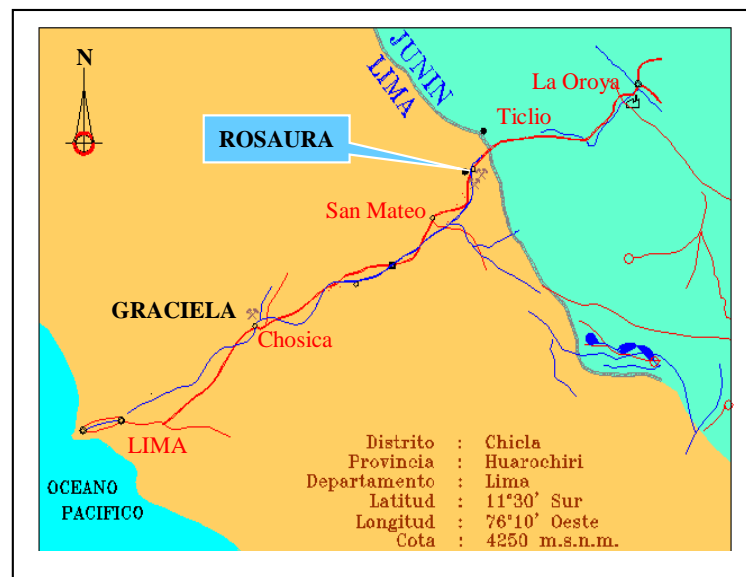 N
JUNIN
LIMA
La Oroya
Ticlio
ROSAURA
San Mateo
GRACIELA
Chosica
LIMA
OCEANO
PACIFICO
Distrito : Chicla
Provincia : Huarochiri
Departamento : Lima
Latitud : 11°30' Sur
Longitud : 76°10' Oeste
Cota : 4250 m.s.n.m.